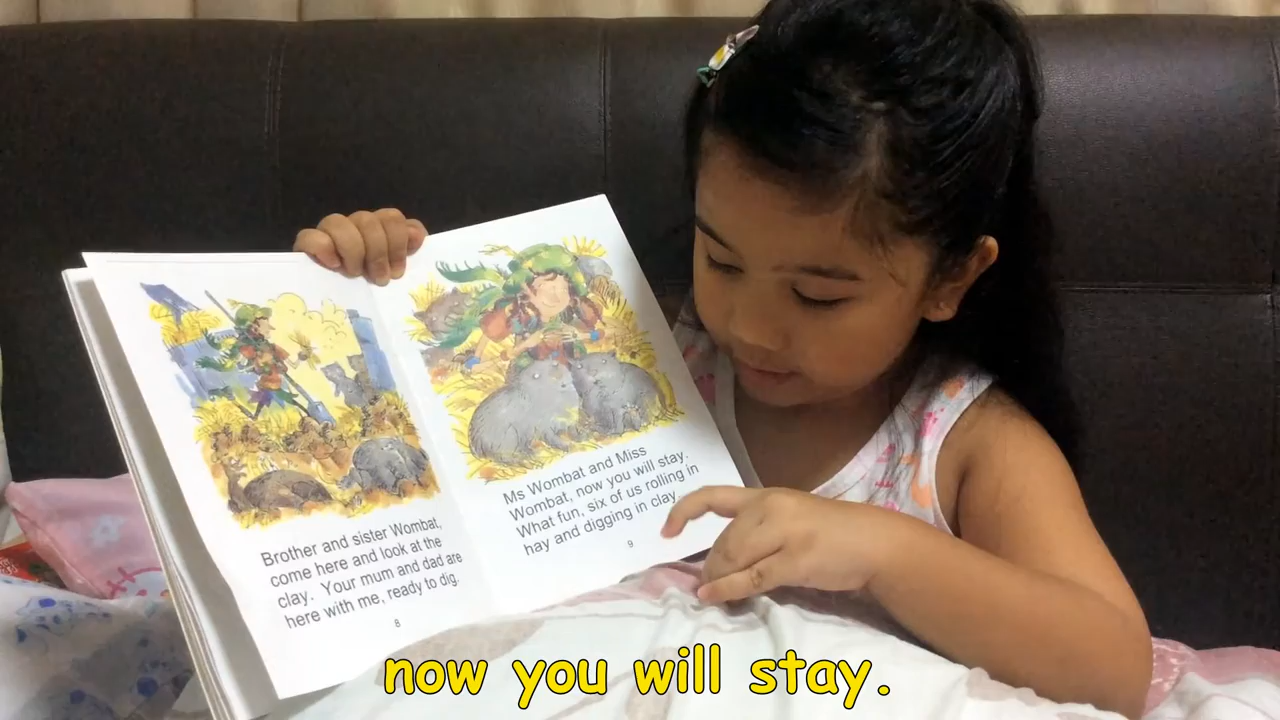 Brother and sister Wombat,
come here and look at the
clay. Your mum and dad are
here with me, ready to dig.
8
Ms Wombat and Miss
Wombat, now you will stay.
What fun, six of us rolling in
hay and digging in clay.
9
now you will stay.